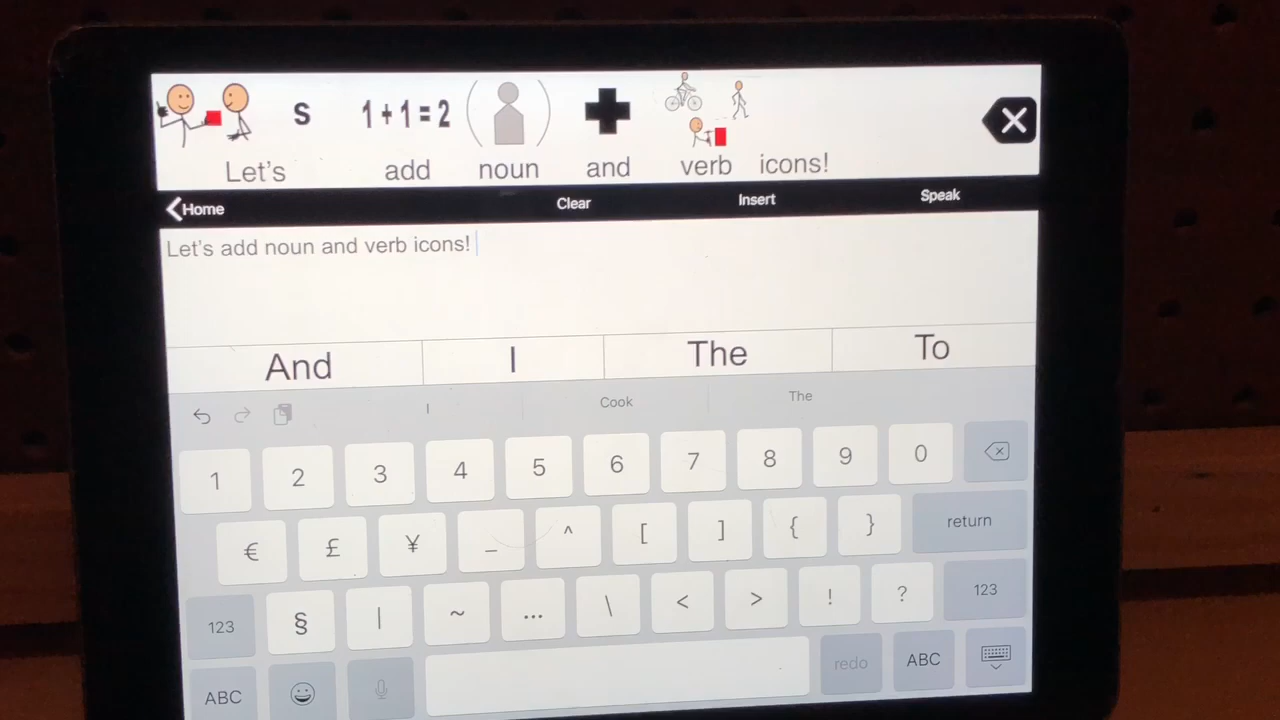 S 1+1=2
Let's add noun and verb icons!
Home Clear Insert Speak
Let's add noun and verb icons!
And I The To
I Cook The
1 2 3 4 5 6 7 8 9 0
€ £ ¥ _ ^ [ ] { } return
123 § | ~ ... \ < > ! ? 123
ABC redo ABC